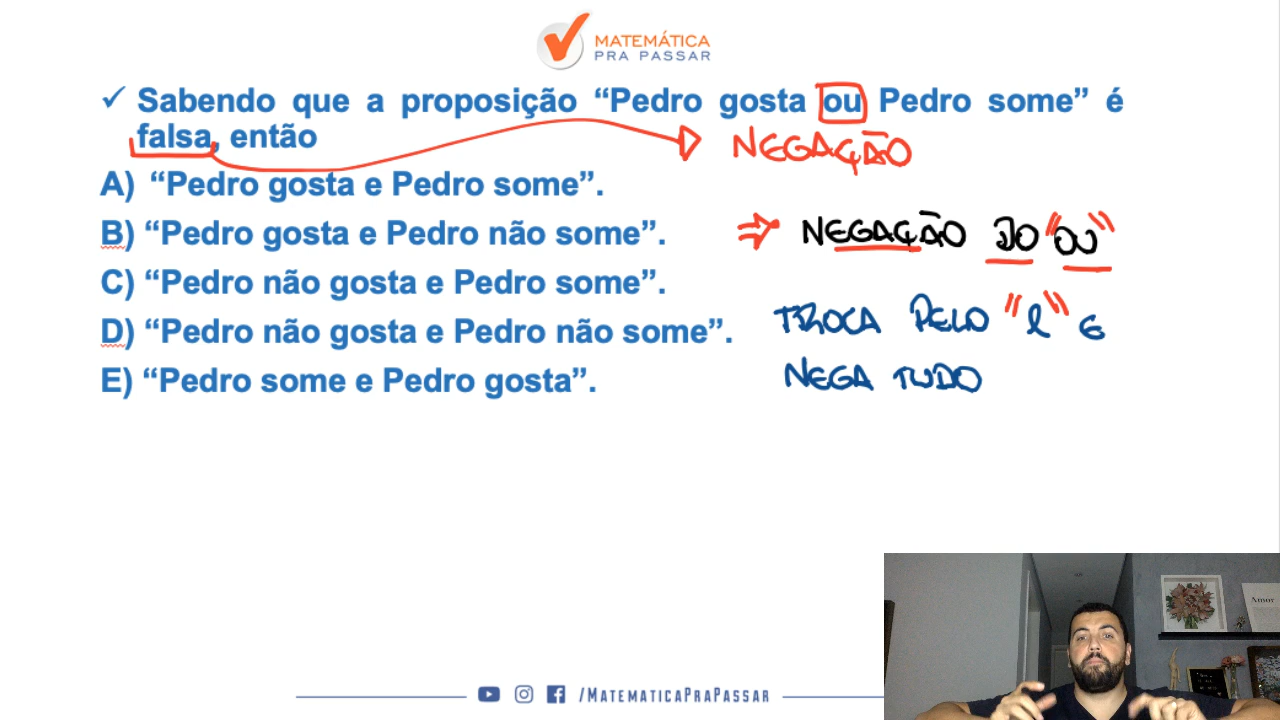 MATEMÁTICA
PRA PASSAR
✓ Sabendo que a proposição “Pedro gosta ou Pedro some” é
falsa, então
NEGAÇÃO
A) “Pedro gosta e Pedro some”.
B) “Pedro gosta e Pedro não some”.
C) “Pedro não gosta e Pedro some”.
D) “Pedro não gosta e Pedro não some”.
E) “Pedro some e Pedro gosta”.
⇒ NEGAÇÃO DO "OU"
TROCA PELO "e" E
NEGA TUDO
Amor
/MATEMATICAPRAPASSAR